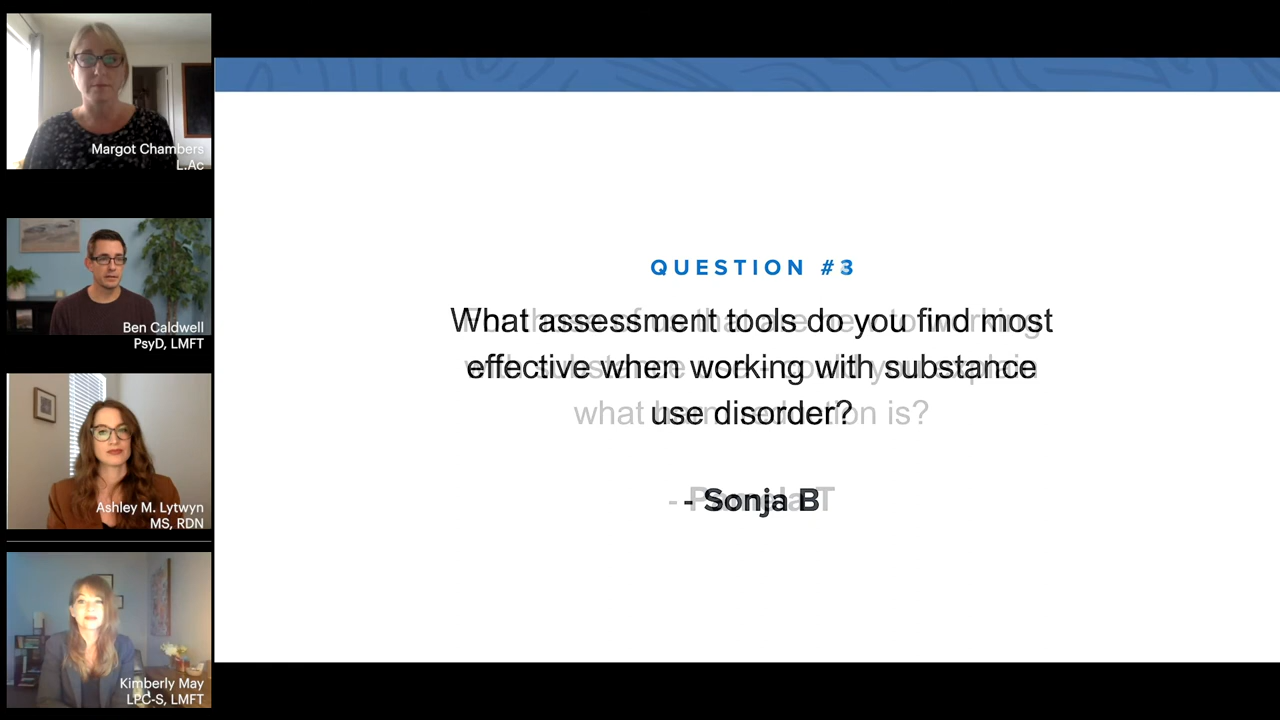 Margot Chambers
L.Ac
Ben Caldwell
PsyD, LMFT
Ashley M. Lytwyn
MS, RDN
Kimberly May
LPC-S, LMFT
QUESTION #3
What assessment tools do you find most
effective when working with substance
use disorder?
- Sonja B